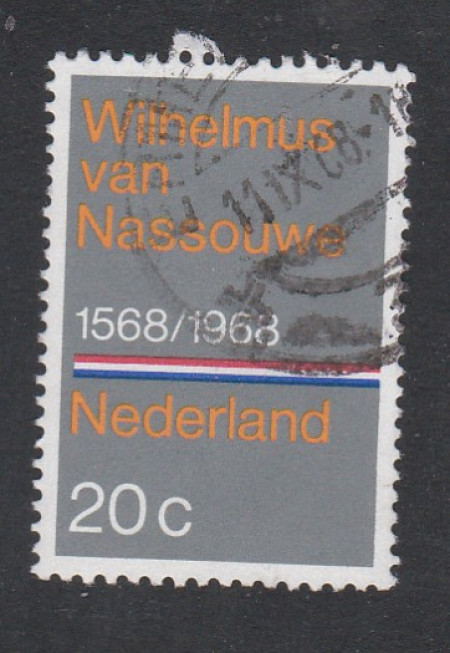 Wilhelmus
van
Nassouwe
1568/1968
Nederland
20 c